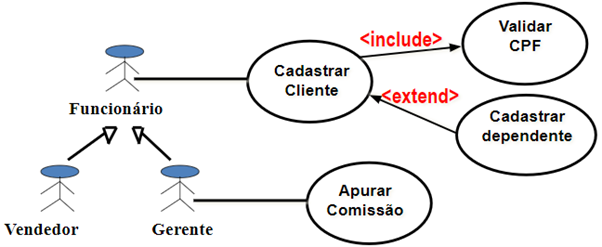 Validar
CPF
<include>
Cadastrar
Cliente
Funcionário
<extend>
Cadastrar
dependente
Vendedor
Gerente
Apurar
Comissão